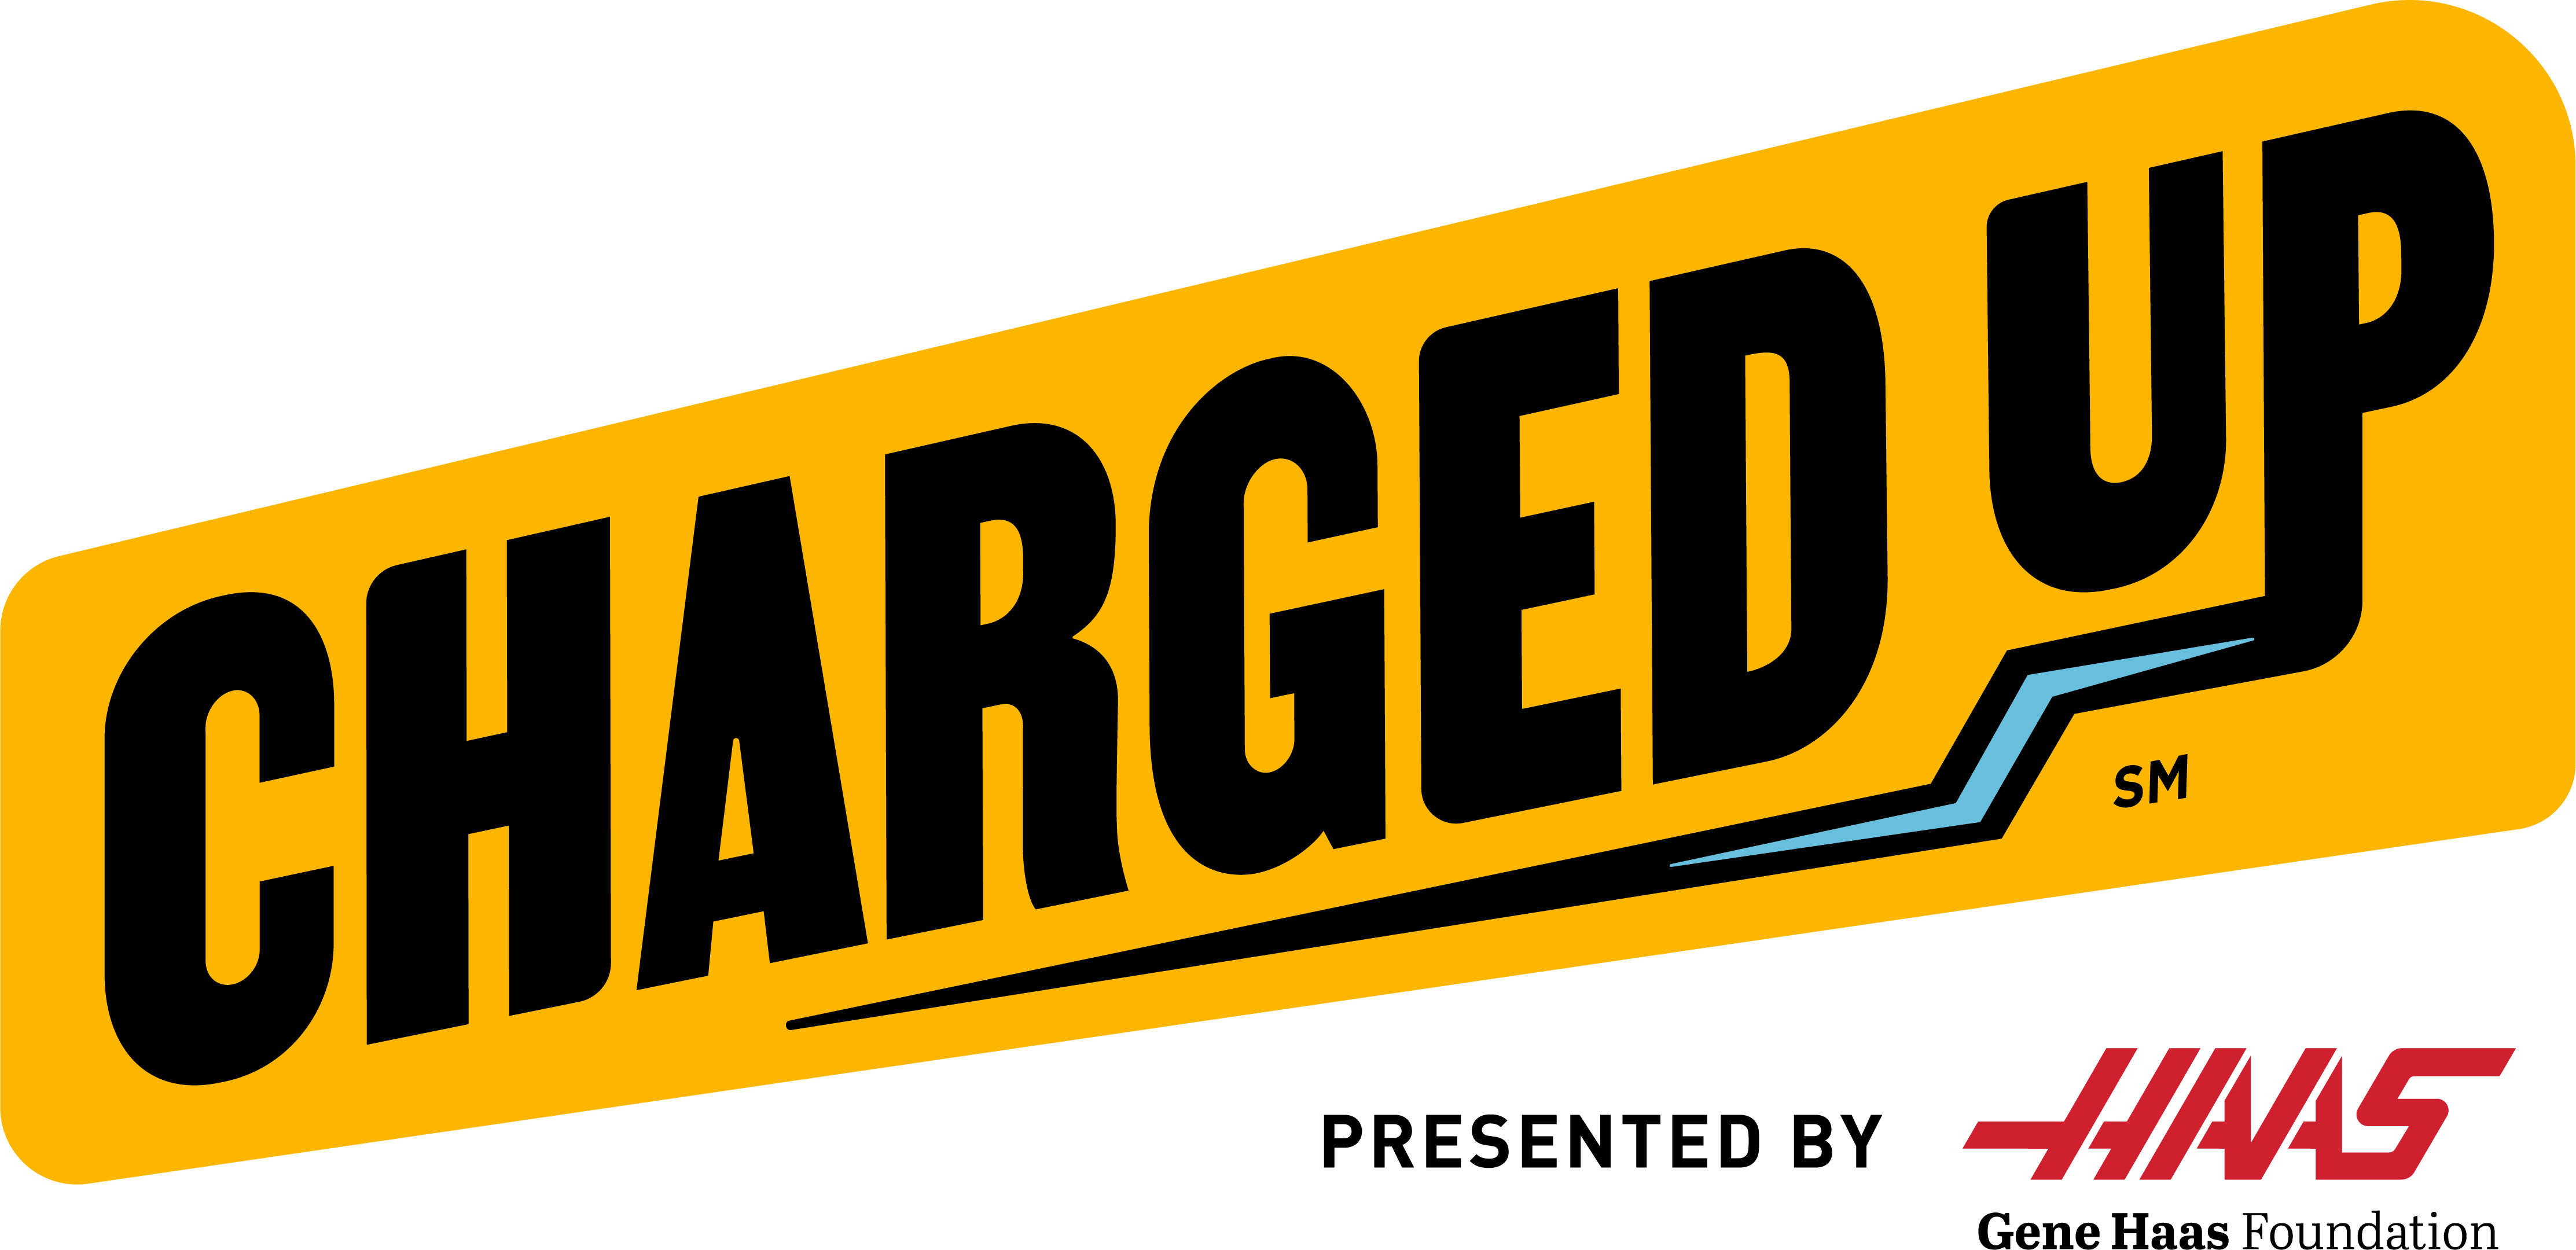 CHARGED UP
SM
PRESENTED BY
HAAS
Gene Haas Foundation